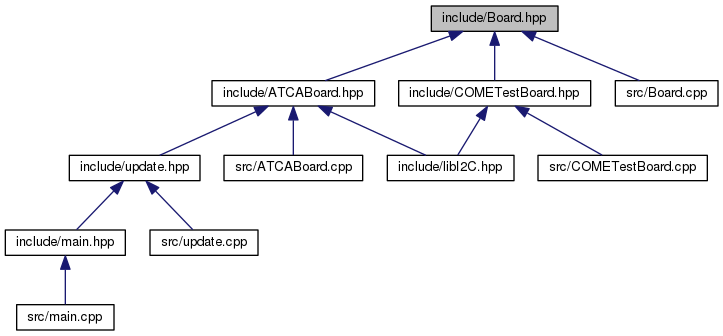 include/Board.hpp
include/ATCABoard.hpp
include/COMETestBoard.hpp
src/Board.cpp
include/update.hpp
src/ATCABoard.cpp
include/libI2C.hpp
src/COMETestBoard.cpp
include/main.hpp
src/update.cpp
src/main.cpp